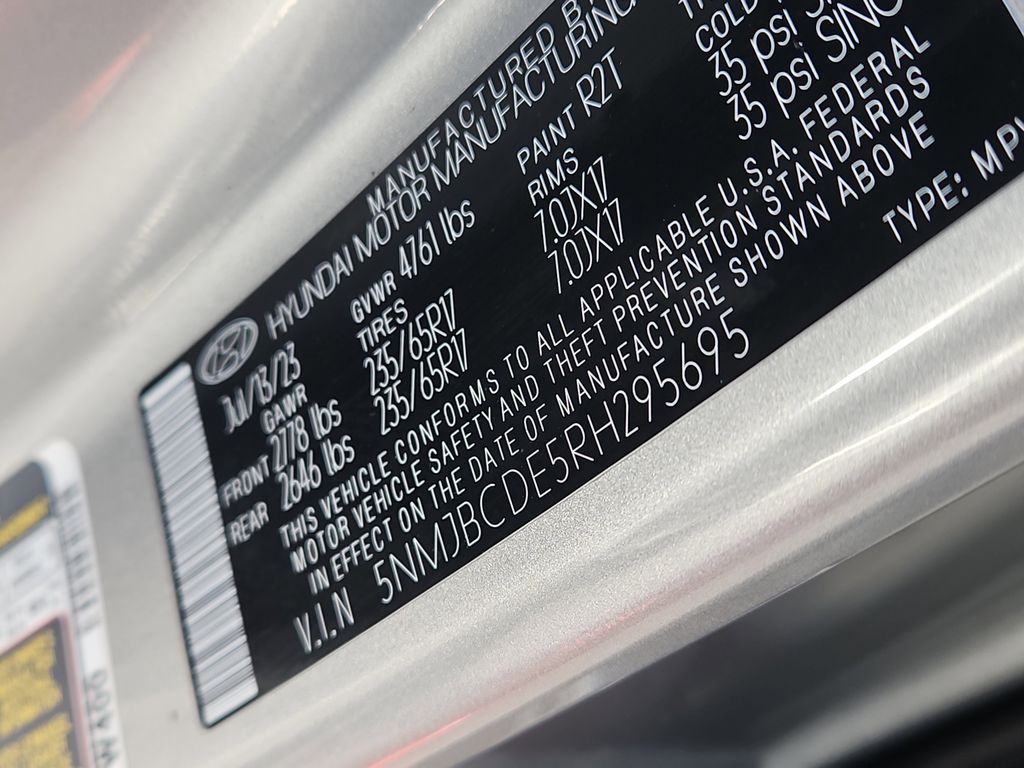 MANUFACTURED B
HYUNDAI MOTOR MANUFACTURING
Jul/13/23 GVWR 4761 lbs PAINT R2T
GAWR TIRES RIMS COLD
FRONT 2778 lbs 235/65R17 7.0JX17 35 psi
REAR 2646 lbs 235/65R17 7.0JX17 35 psi SING
THIS VEHICLE CONFORMS TO ALL APPLICABLE U.S.A. FEDERAL
MOTOR VEHICLE SAFETY AND THEFT PREVENTION STANDARDS
IN EFFECT ON THE DATE OF MANUFACTURE SHOWN ABOVE
V.I.N 5NMJBCDE5RH295695 TYPE: MPV
W400